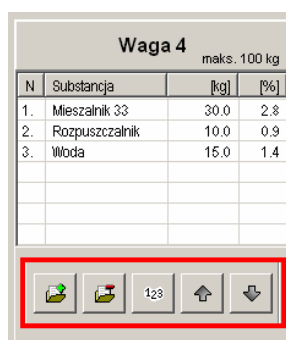 Waga 4 maks. 100 kg
N Substancja [kg] [%]
1. Mieszalnik 33 30.0 2.8
2. Rozpuszczalnik 10.0 0.9
3. Woda 15.0 1.4
123